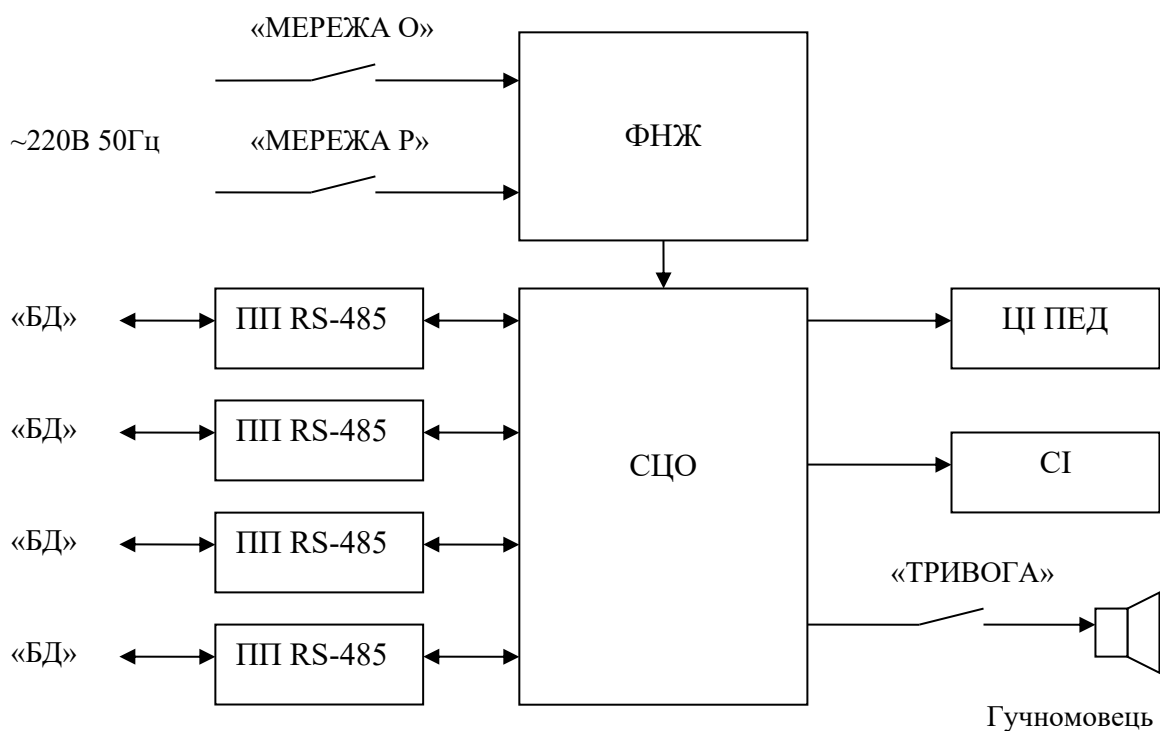 «МЕРЕЖА О»
ФНЖ
~220В 50Гц
«МЕРЕЖА Р»
«БД»
ПП RS-485
ЦІ ПЕД
«БД»
ПП RS-485
СЦО
СІ
«БД»
ПП RS-485
«ТРИВОГА»
«БД»
ПП RS-485
Гучномовець